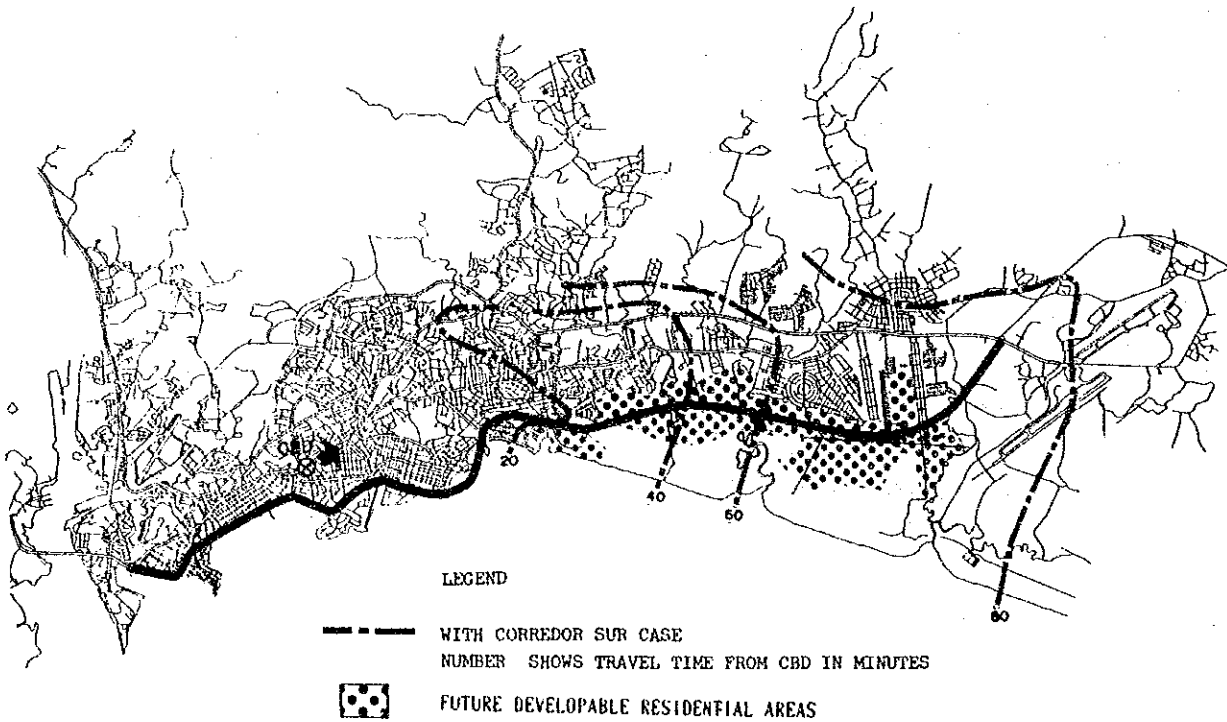 20
40
60
80
LEGEND
WITH CORREDOR SUR CASE
NUMBER SHOWS TRAVEL TIME FROM CBD IN MINUTES
FUTURE DEVELOPABLE RESIDENTIAL AREAS